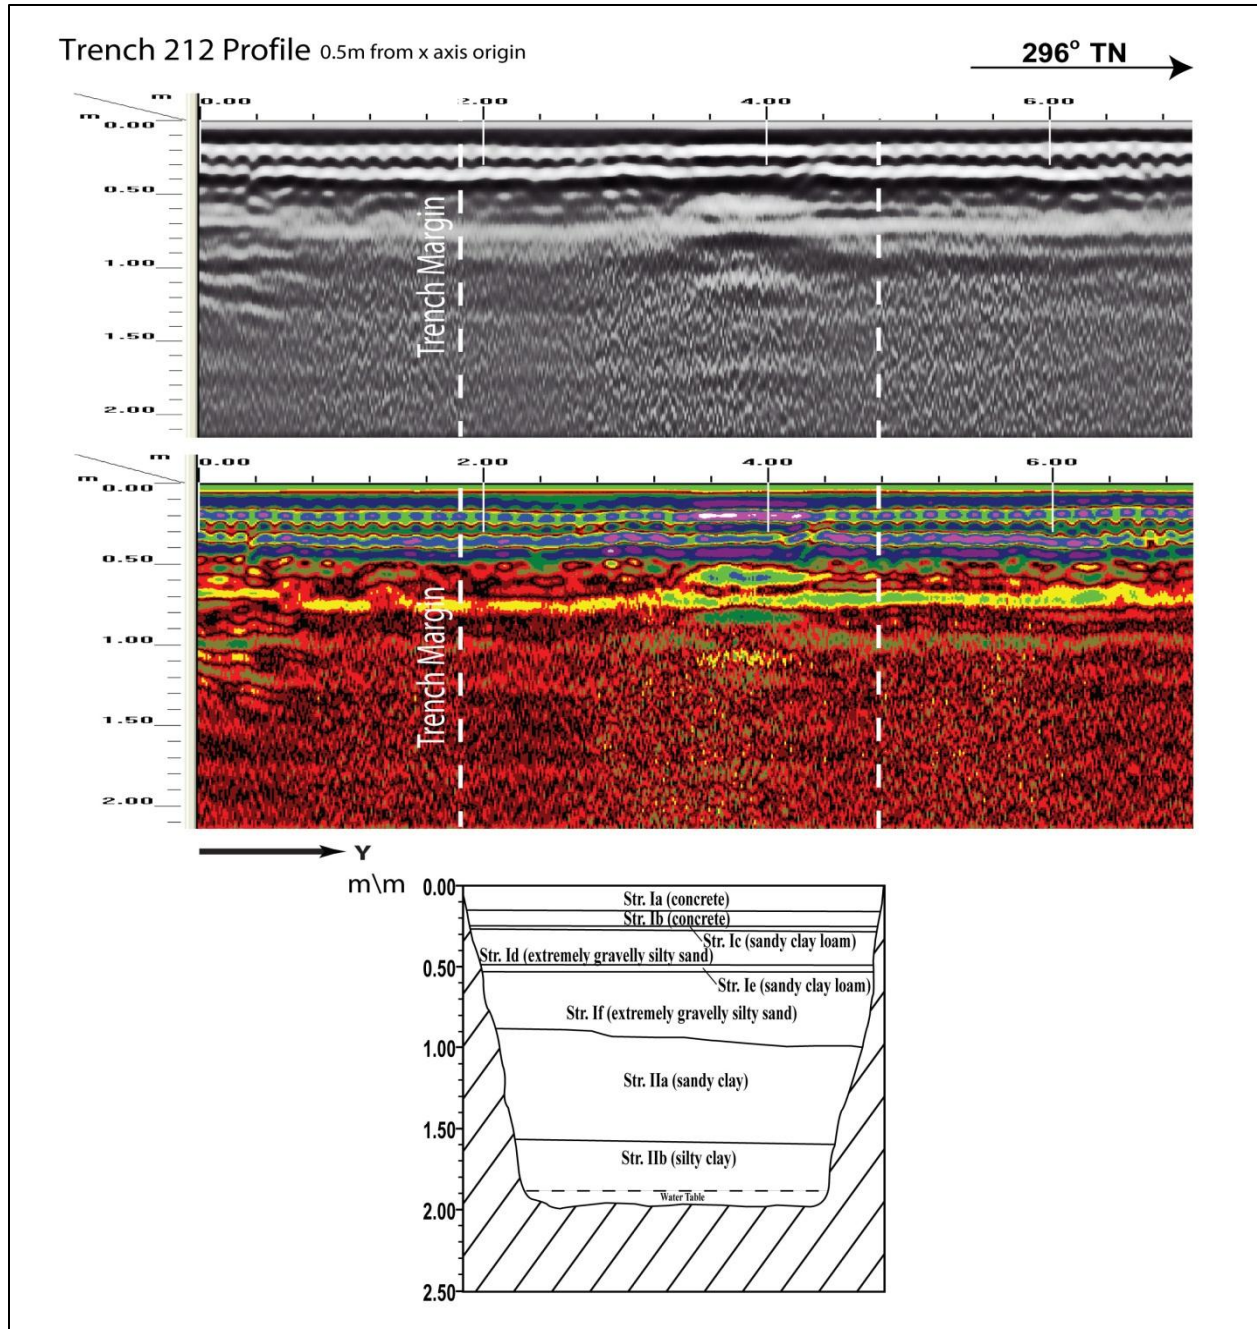 Trench 212 Profile 0.5m from x axis origin
296° TN
m 0.00 2.00 4.00 6.00
m
0.00
0.50
1.00
1.50
2.00
Trench Margin
m 0.00 2.00 4.00 6.00
m
0.00
0.50
1.00
1.50
2.00
Trench Margin
Y
m\m
0.00
Str. Ia (concrete)
Str. Ib (concrete)
Str. Ic (sandy clay loam)
Str. Id (extremely gravelly silty sand)
0.50
Str. Ie (sandy clay loam)
Str. If (extremely gravelly silty sand)
1.00
Str. IIa (sandy clay)
1.50
Str. IIb (silty clay)
Water Table
2.00
2.50